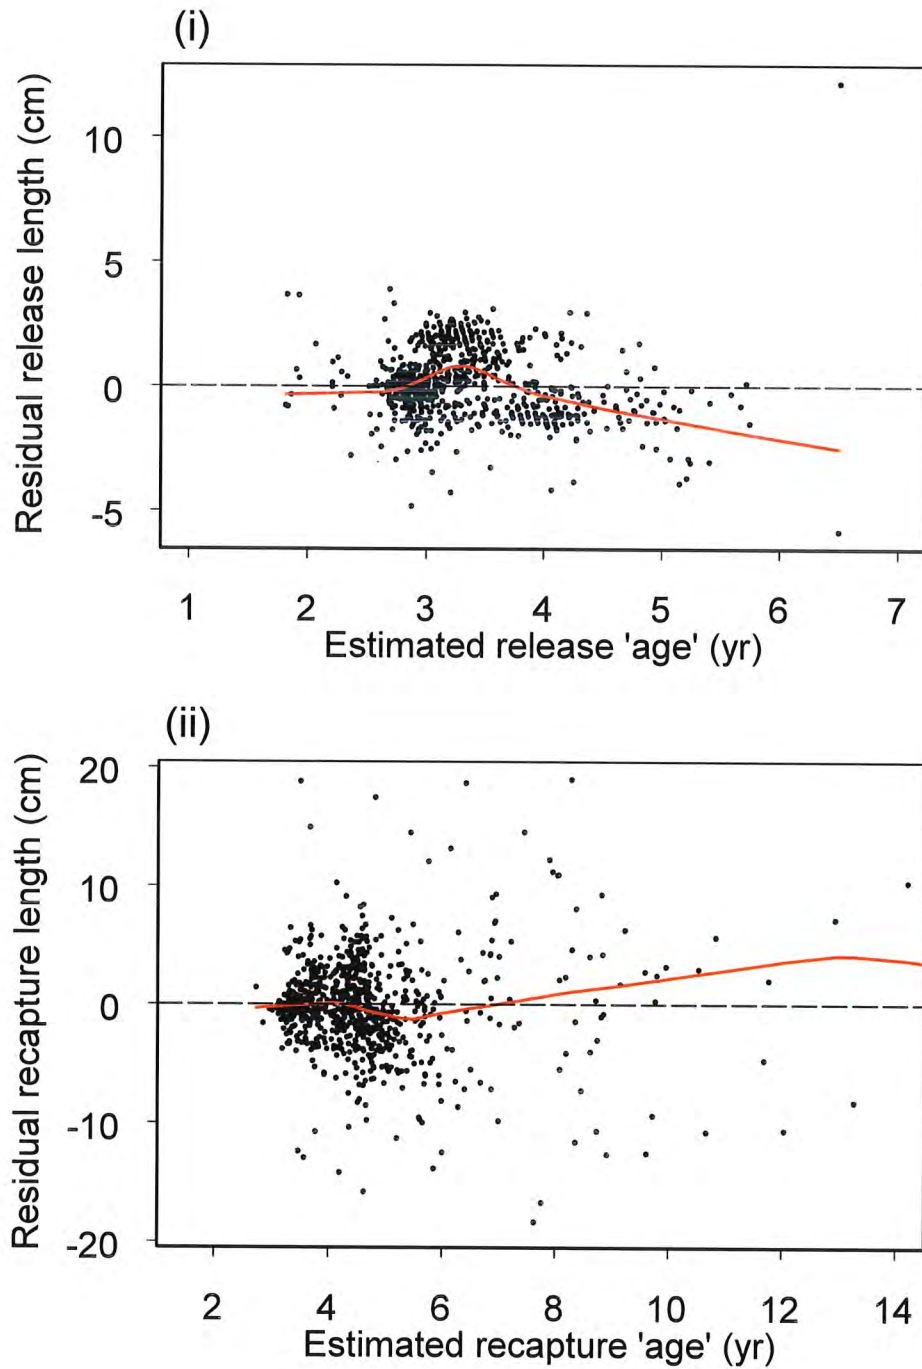 (i)
Residual release length (cm)
10
5
0
-5
1 2 3 4 5 6 7
Estimated release 'age' (yr)
(ii)
Residual recapture length (cm)
20
10
0
-10
-20
2 4 6 8 10 12 14
Estimated recapture 'age' (yr)